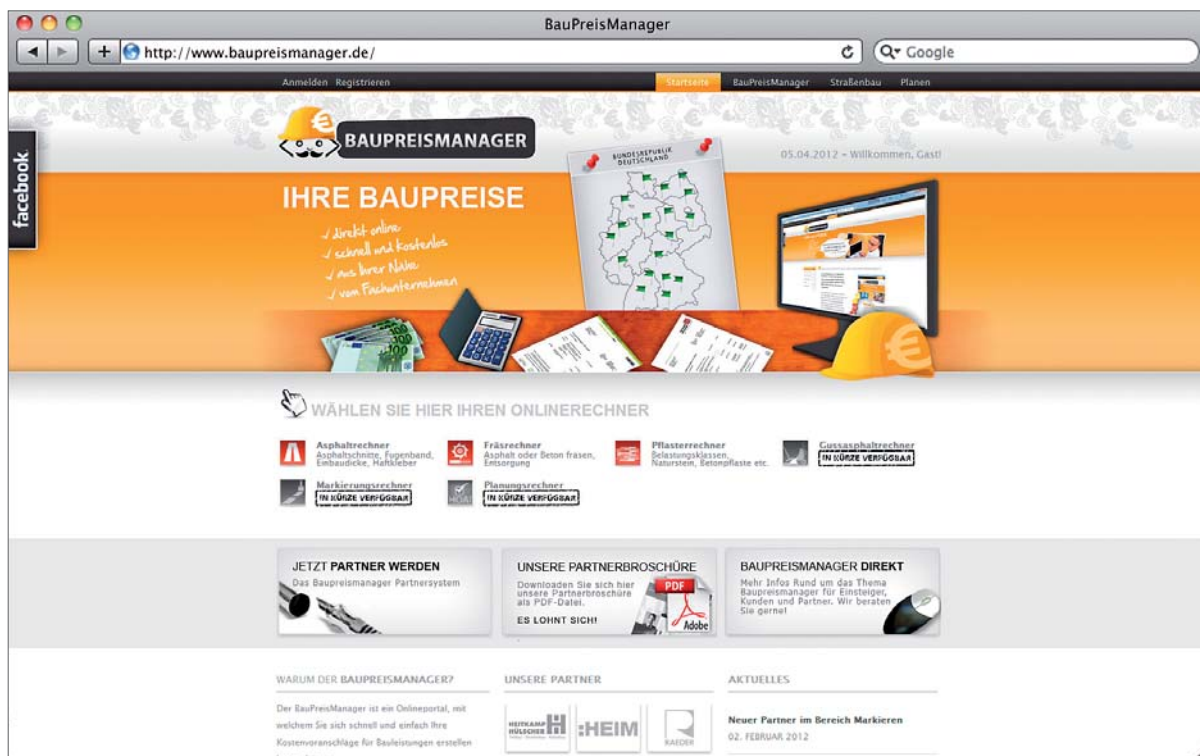 BauPreisManager
http://www.baupreismanager.de/
Google
Anmelden Registrieren
Startseite BauPreisManager Straßenbau Planen
facebook
BAUPREISMANAGER
05.04.2012 – Willkommen, Gast!
BUNDESREPUBLIK
DEUTSCHLAND
IHRE BAUPREISE
direkt online
schnell und kostenlos
aus Ihrer Nähe
vom Fachunternehmen
100
100
100
WÄHLEN SIE HIER IHREN ONLINERECHNER
Asphaltrechner
Asphaltschnitte, Fugenband,
Einbaudicke, Haftkleber
Fräsrechner
Asphalt oder Beton fräsen,
Entsorgung
Pflasterrechner
Belastungsklassen,
Naturstein, Betonpflaste etc.
Gussasphaltrechner
IN KÜRZE VERFÜGBAR
Markierungsrechner
IN KÜRZE VERFÜGBAR
HOAI
Planungsrechner
IN KÜRZE VERFÜGBAR
JETZT PARTNER WERDEN
Das Baupreismanager Partnersystem
UNSERE PARTNERBROSCHÜRE
Downloaden Sie sich hier
unsere Partnerbroschüre
als PDF-Datei.
ES LOHNT SICH!
PDF
Adobe
BAUPREISMANAGER DIREKT
Mehr Infos Rund um das Thema
Baupreismanager für Einsteiger,
Kunden und Partner. Wir beraten
Sie gerne!
WARUM DER BAUPREISMANAGER?
Der BauPreisManager ist ein Onlineportal, mit
welchem Sie sich schnell und einfach Ihre
Kostenvoranschläge für Bauleistungen erstellen
UNSERE PARTNER
HEITKAMP
HÜLSCHER
:HEIM
KAEDER
AKTUELLES
Neuer Partner im Bereich Markieren
02. FEBRUAR 2012